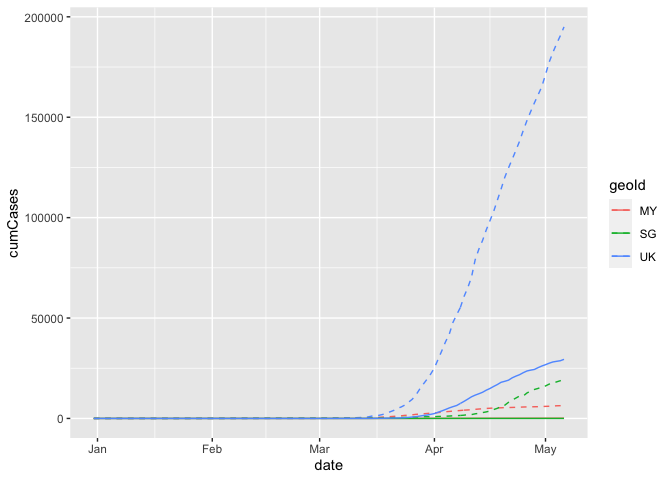 200000
150000
100000
50000
0
cumCases
Jan Feb Mar Apr May
date
geoId
MY
SG
UK